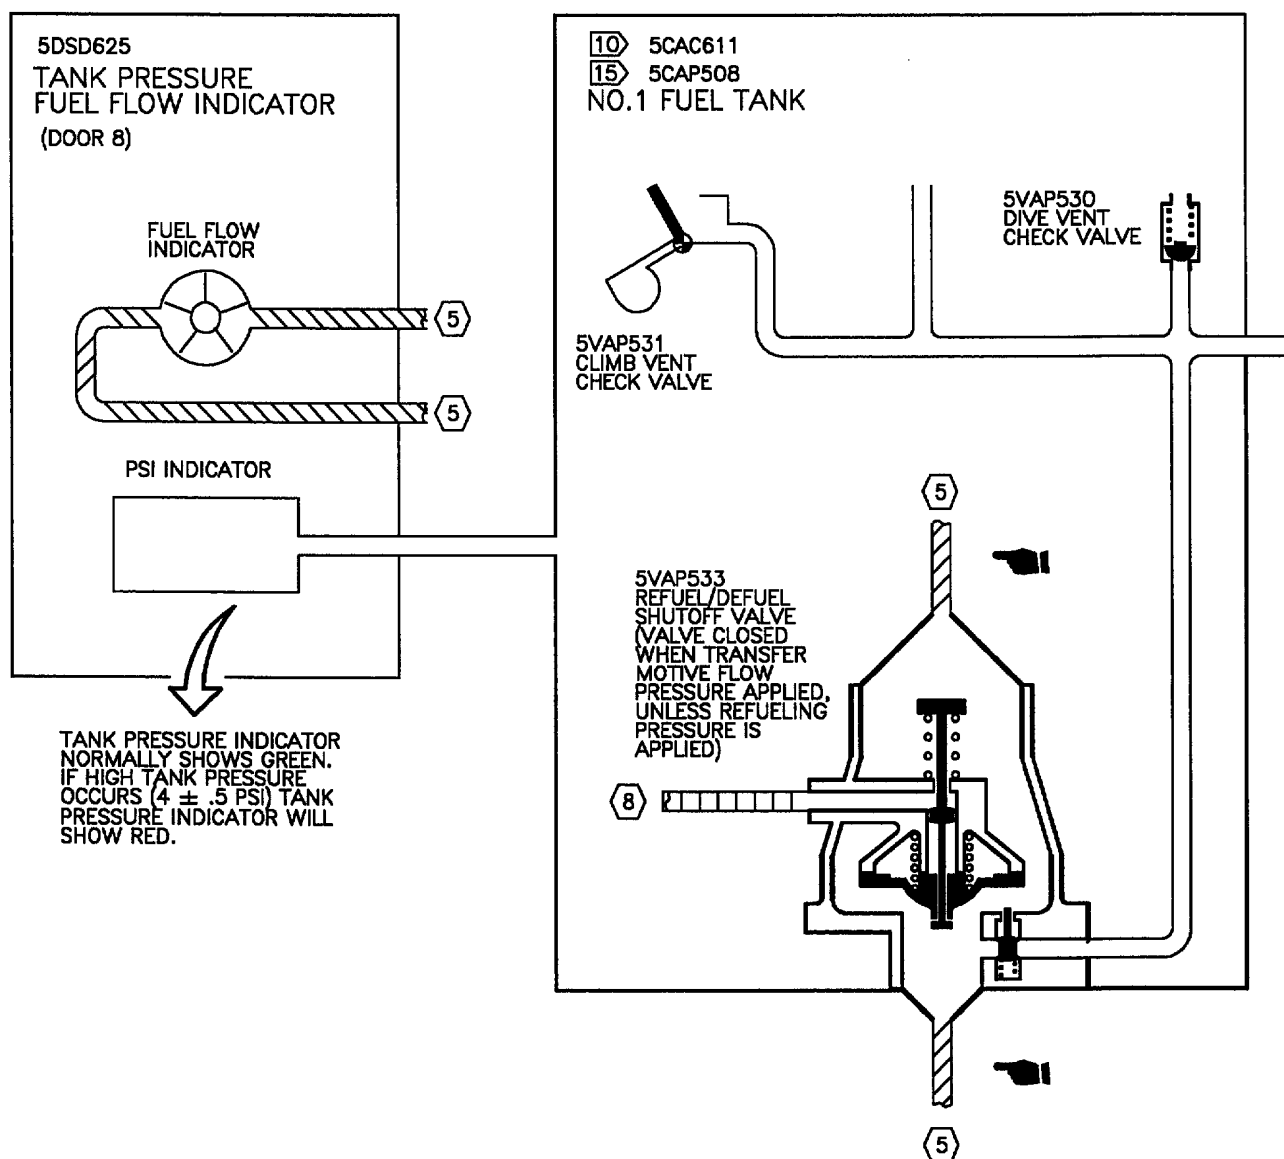 5DSD625
TANK PRESSURE
FUEL FLOW INDICATOR
(DOOR 8)
FUEL FLOW
INDICATOR
5
5
PSI INDICATOR
TANK PRESSURE INDICATOR
NORMALLY SHOWS GREEN.
IF HIGH TANK PRESSURE
OCCURS (4 ± .5 PSI) TANK
PRESSURE INDICATOR WILL
SHOW RED.
10 5CAC611
15 5CAP508
NO.1 FUEL TANK
5VAP531
CLIMB VENT
CHECK VALVE
5VAP530
DIVE VENT
CHECK VALVE
5
5VAP533
REFUEL/DEFUEL
SHUTOFF VALVE
(VALVE CLOSED
WHEN TRANSFER
MOTIVE FLOW
PRESSURE APPLIED,
UNLESS REFUELING
PRESSURE IS
APPLIED)
8
5